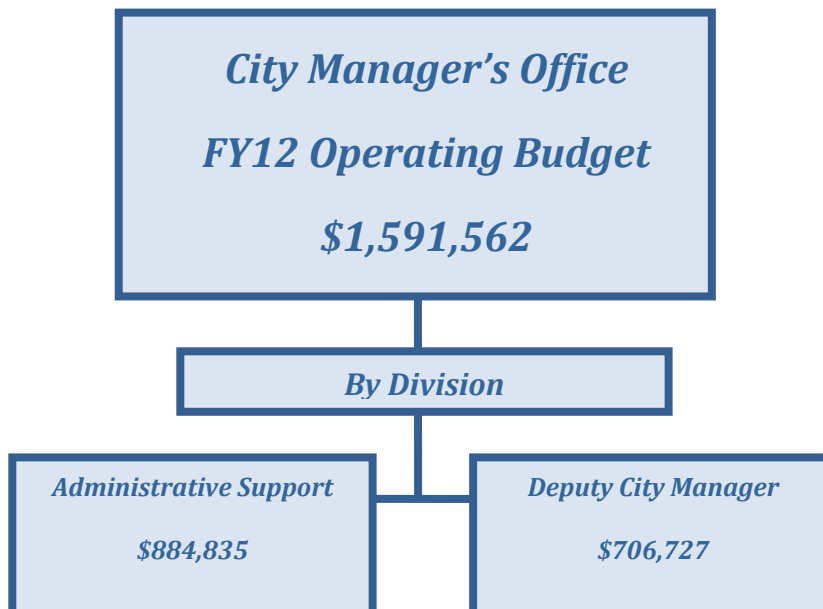 City Manager’s Office
FY12 Operating Budget
$1,591,562
By Division
Administrative Support
$884,835
Deputy City Manager
$706,727